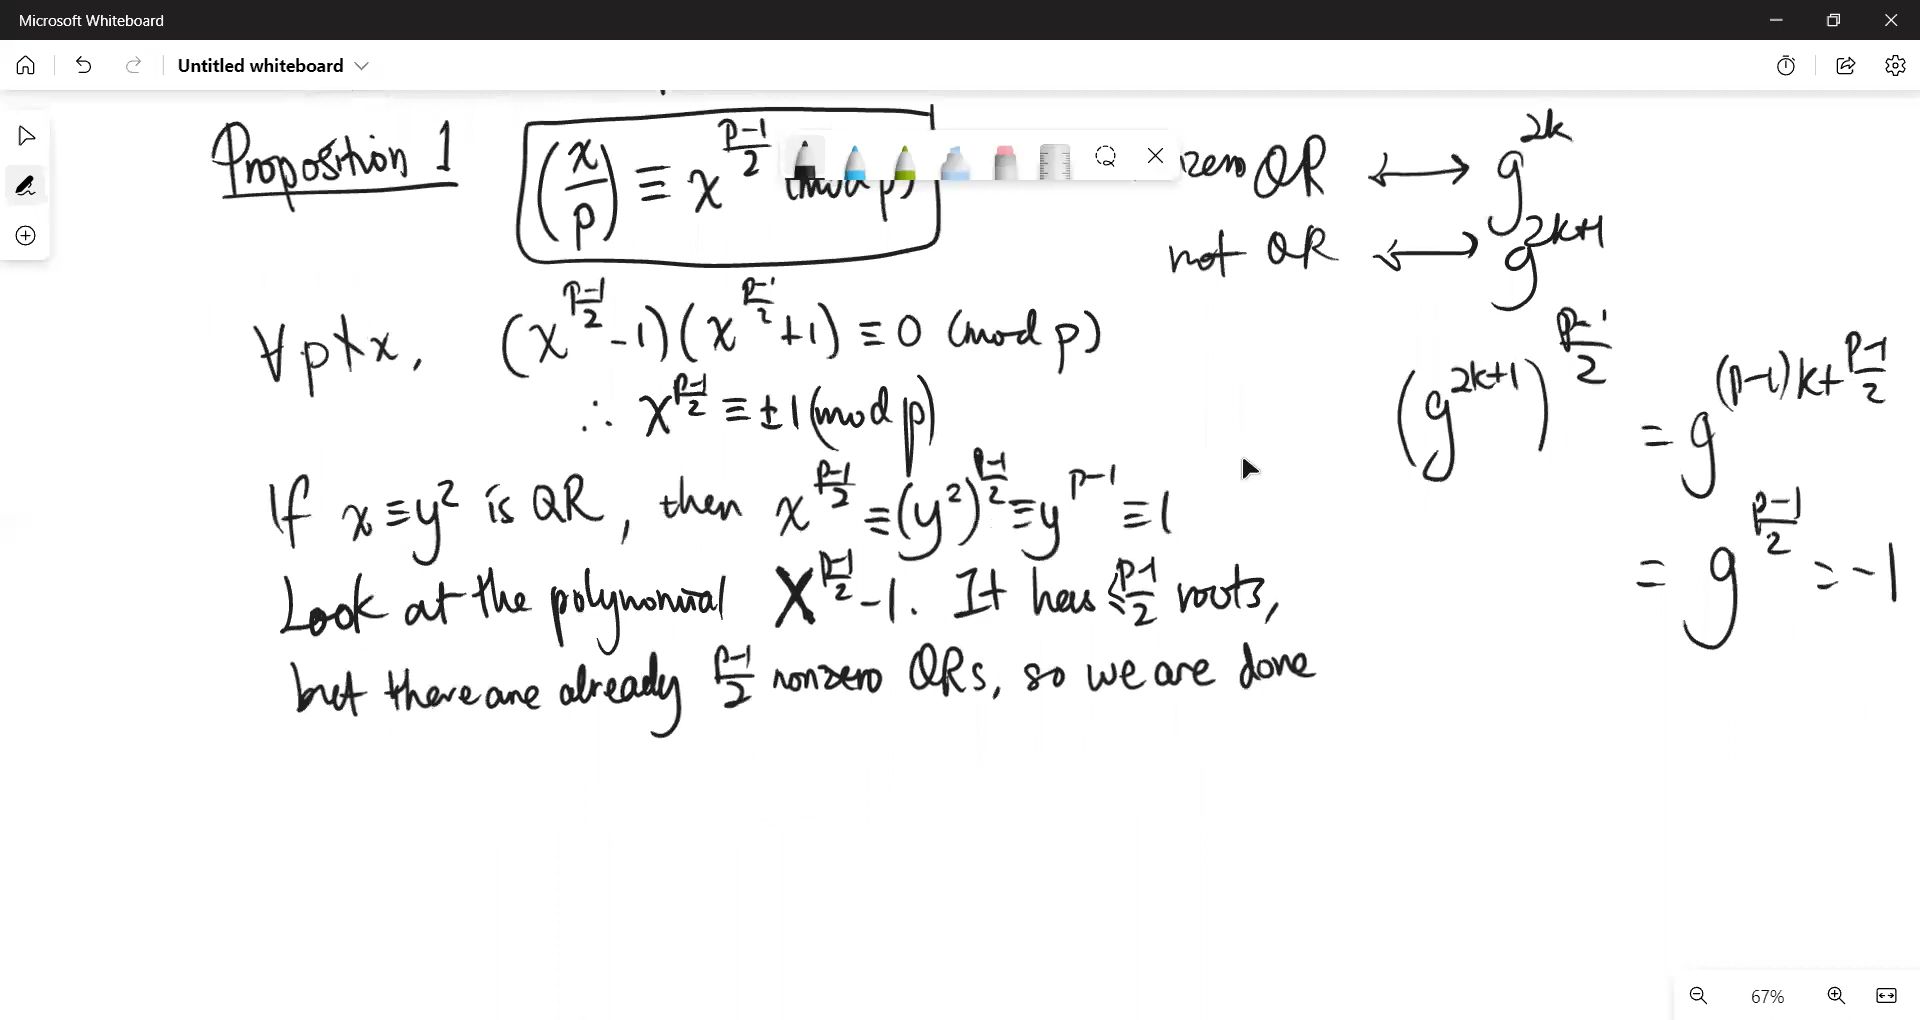 Microsoft Whiteboard
Untitled whiteboard
Proposition 1 (x/p) ≡ x^((p-1)/2) (mod p)
zero QR ↔ g^(2k)
not QR ↔ g^(2k+1)
∀ p∤x, (x^((p-1)/2) - 1)(x^((p-1)/2) + 1) ≡ 0 (mod p)
∴ x^((p-1)/2) ≡ ±1 (mod p)
If x ≡ y² is QR, then x^((p-1)/2) ≡ (y²)^((p-1)/2) ≡ y^(p-1) ≡ 1
Look at the polynomial X^((p-1)/2) - 1. It has ≤ (p-1)/2 roots,
but there are already (p-1)/2 nonzero QRs, so we are done
(g^(2k+1))^((p-1)/2) = g^((p-1)k + (p-1)/2)
= g^((p-1)/2) = -1
67%